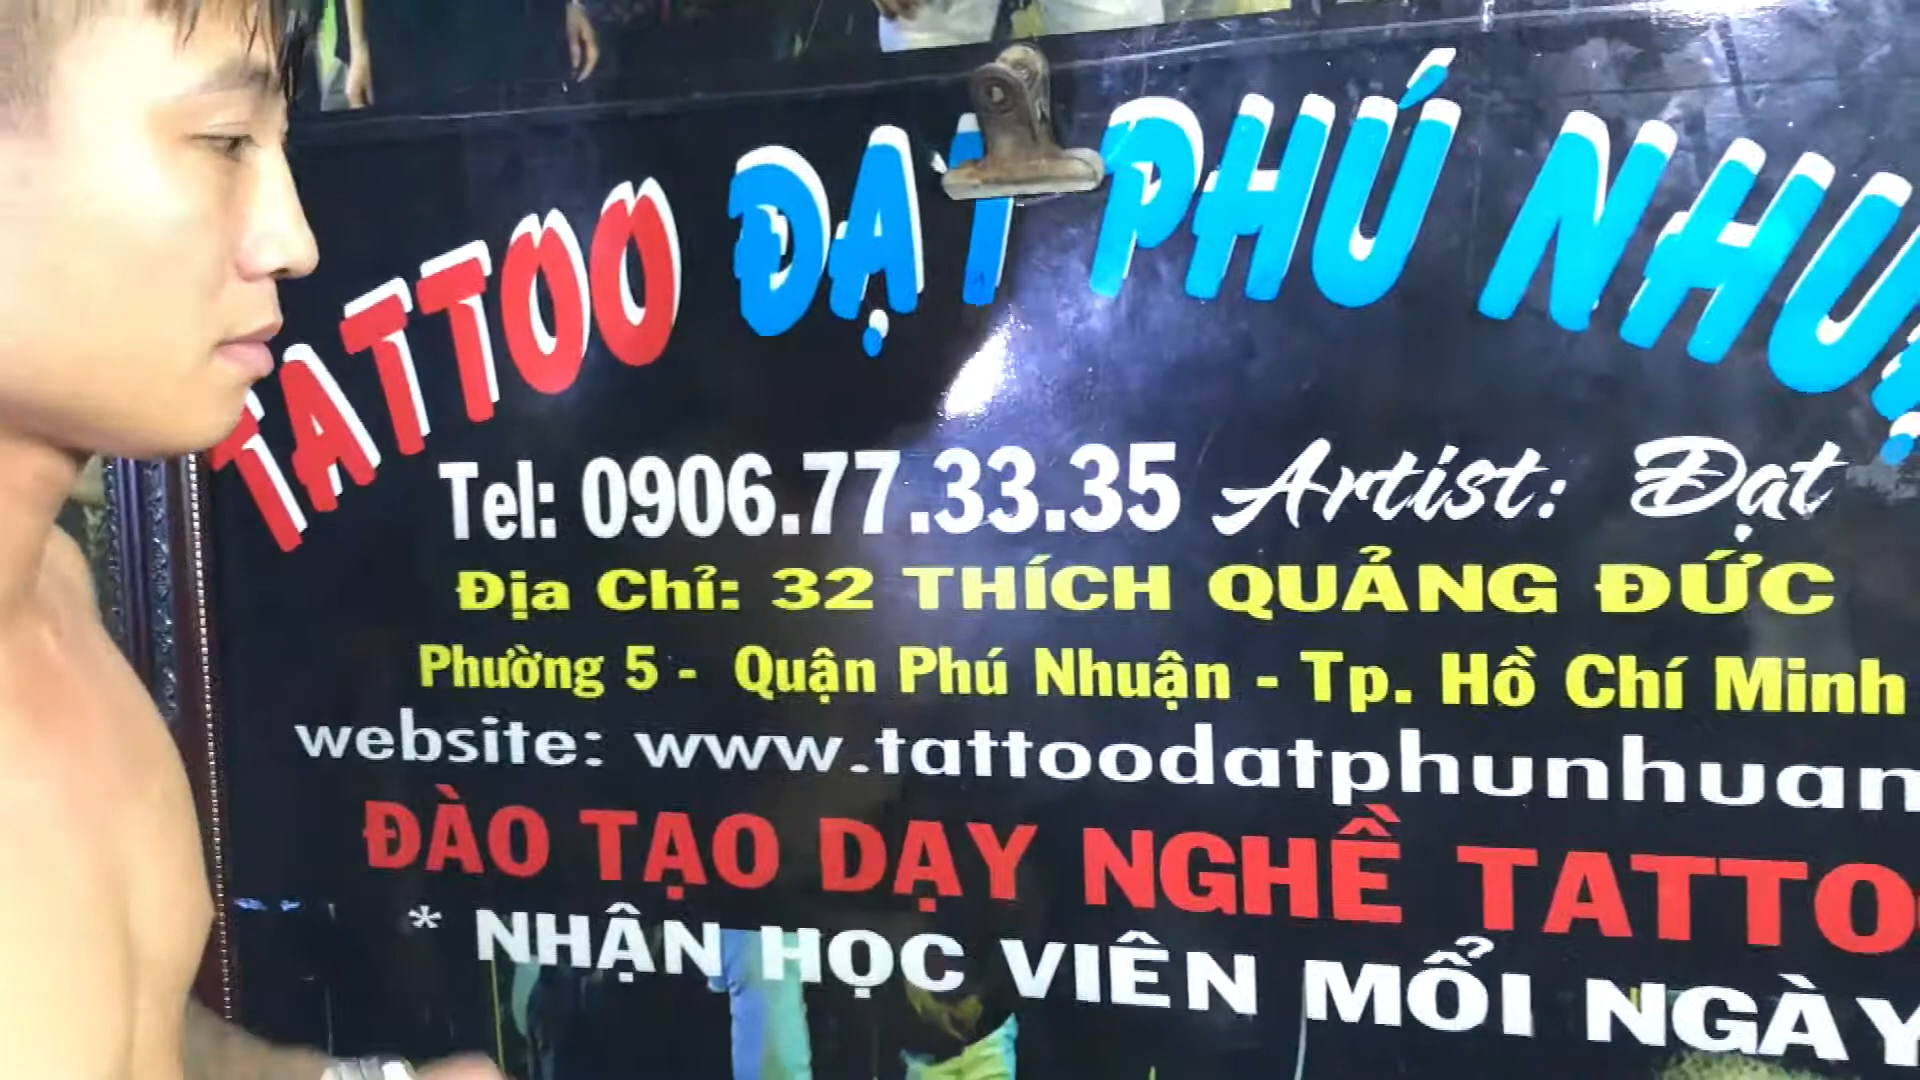 TATTOO ĐẠT PHÚ NHUẬ
Tel: 0906.77.33.35 Artist: Đạt
Địa Chỉ: 32 THÍCH QUẢNG ĐỨC
Phường 5 - Quận Phú Nhuận - Tp. Hồ Chí Minh
website: www.tattoodatphunhuan
ĐÀO TẠO DẠY NGHỀ TATTO
* NHẬN HỌC VIÊN MỖI NGÀY